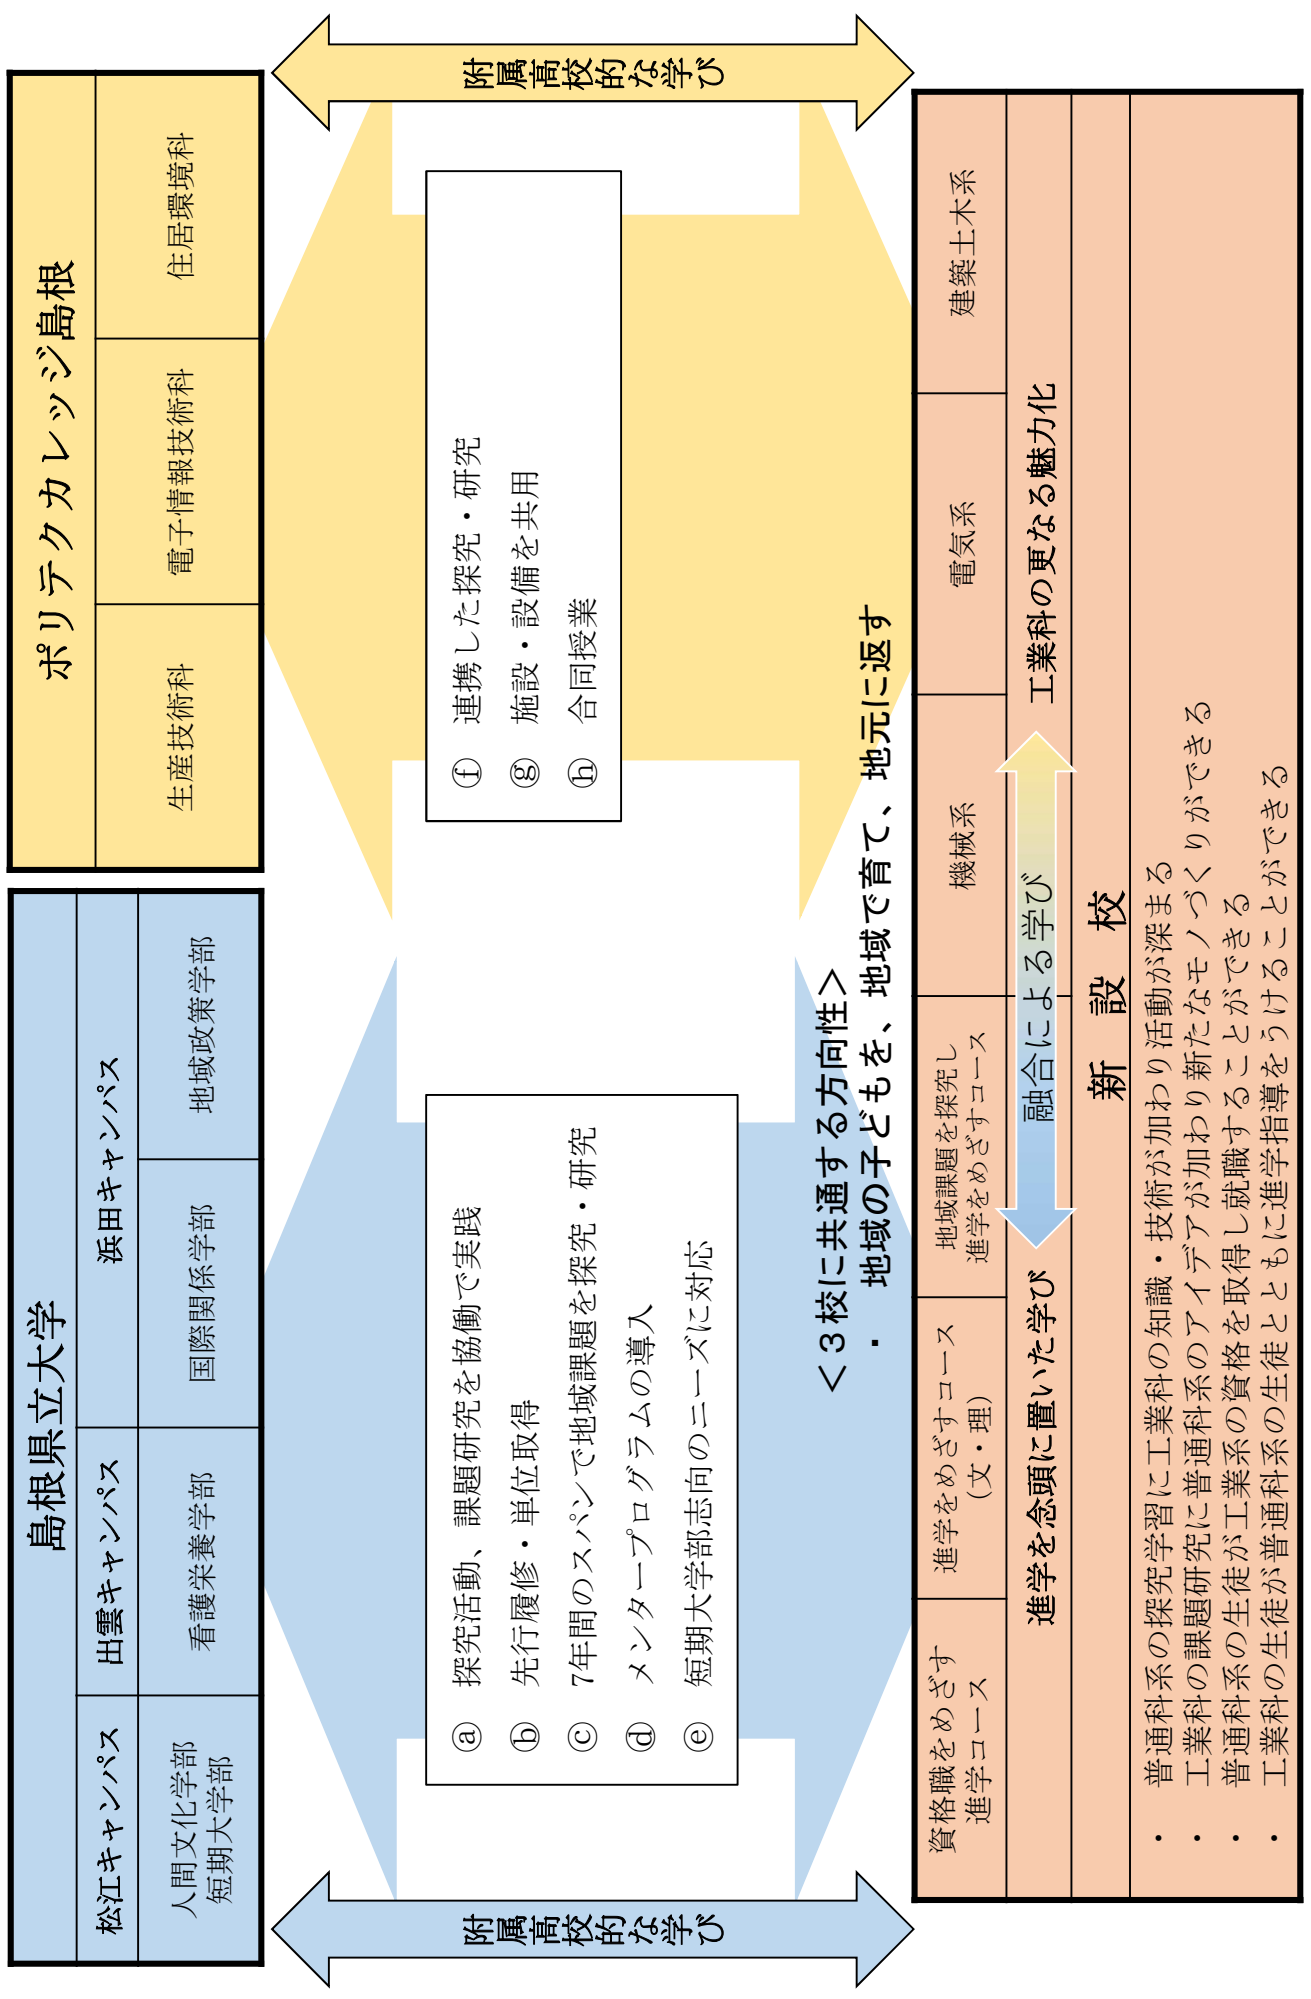 島根県立大学
松江キャンパス
出雲キャンパス
浜田キャンパス
人間文化学部
短期大学部
看護栄養学部
国際関係学部
地域政策学部
ポリテクカレッジ島根
生産技術科
電子情報技術科
住居環境科
附属高校的な学び
ⓐ 探究活動、課題研究を協働で実践
ⓑ 先行履修・単位取得
ⓒ 7年間のスパンで地域課題を探究・研究
ⓓ メンタープログラムの導入
ⓔ 短期大学部志向のニーズに対応
ⓕ 連携した探究・研究
ⓖ 施設・設備を共用
ⓗ 合同授業
附属高校的な学び
＜３校に共通する方向性＞
・ 地域の子どもを、地域で育て、地元に返す
資格職をめざす
進学コース
進学をめざすコース
(文・理)
地域課題を探究し
進学をめざすコース
機械系
電気系
建築土木系
進学を念頭に置いた学び
融合による学び
工業科の更なる魅力化
新 設 校
・ 普通科系の探究学習に工業科の知識・技術が加わり活動が深まる
・ 工業科の課題研究に普通科系のアイデアが加わり新たなモノづくりができる
・ 普通科系の生徒が工業系の資格を取得し就職することができる
・ 工業科の生徒が普通科系の生徒とともに進学指導をうけることができる